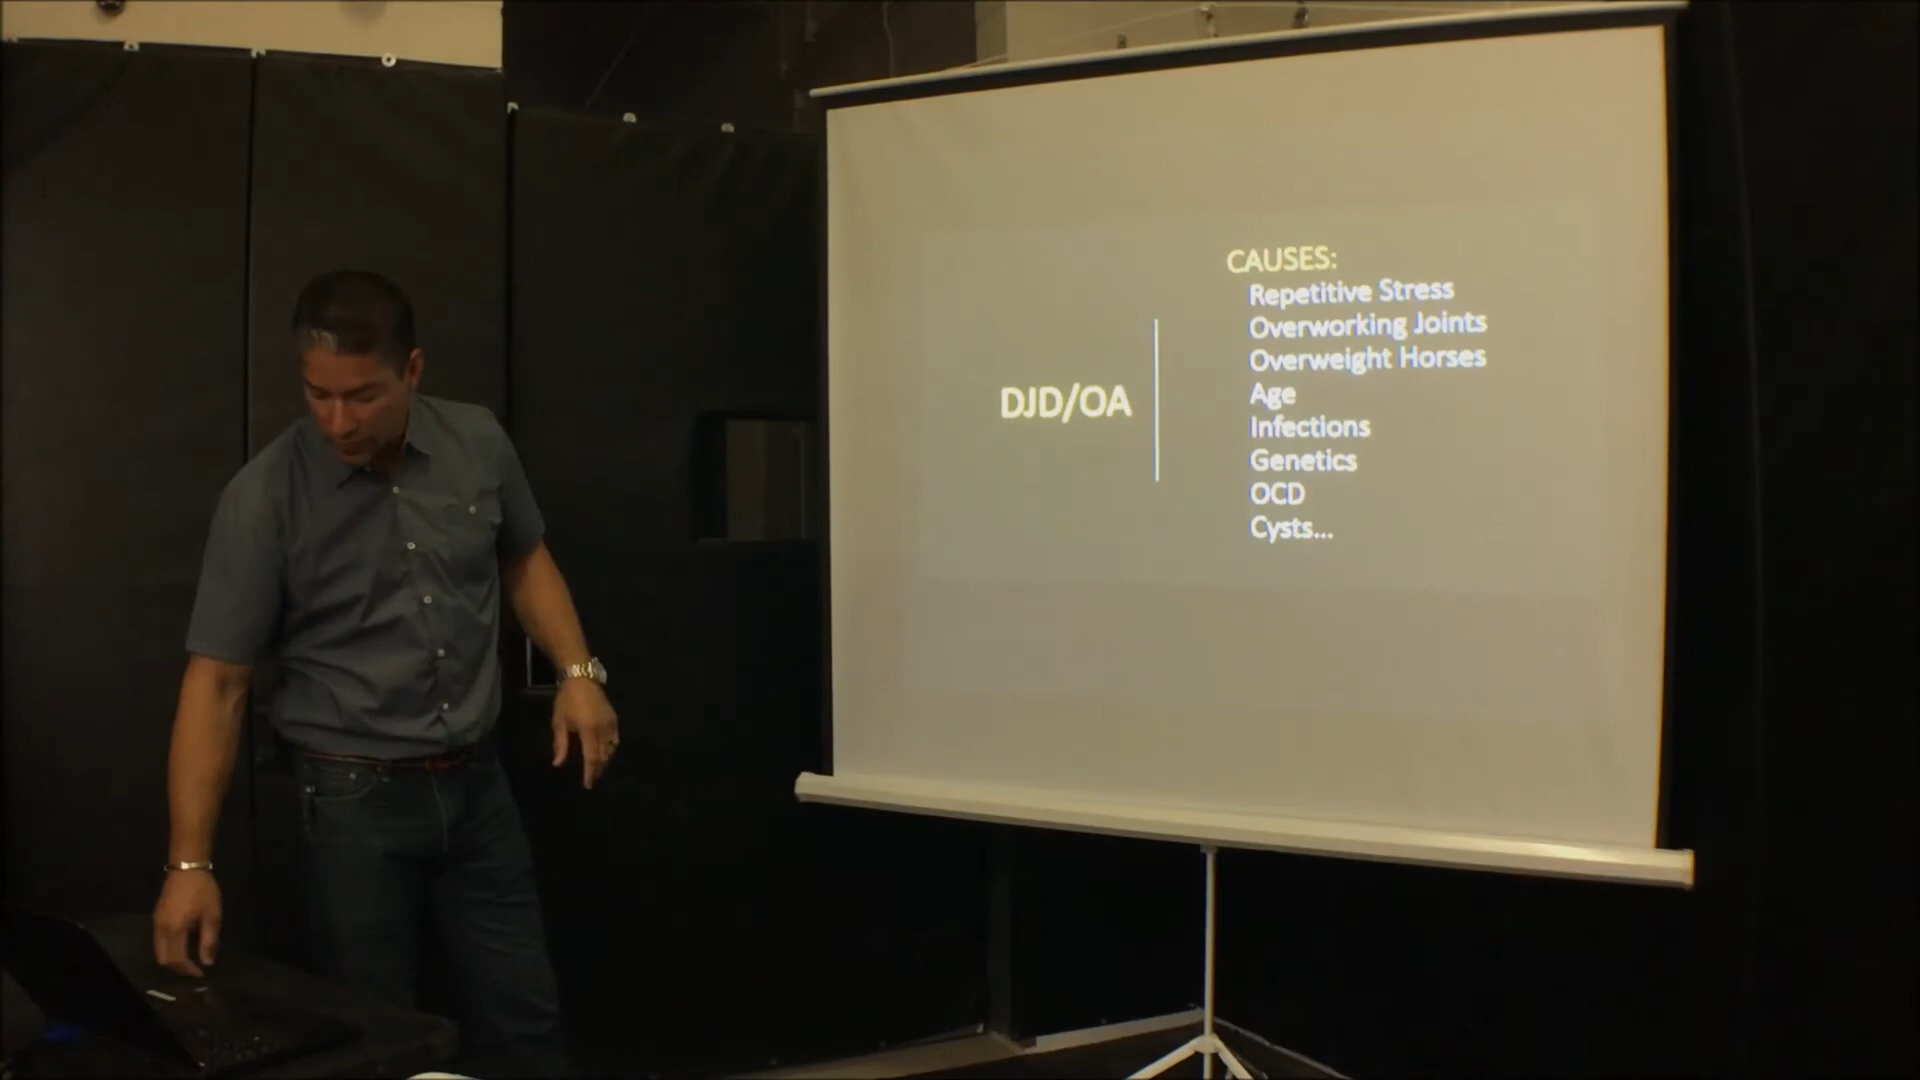 DJD/OA
CAUSES:
Repetitive Stress
Overworking Joints
Overweight Horses
Age
Infections
Genetics
OCD
Cysts...